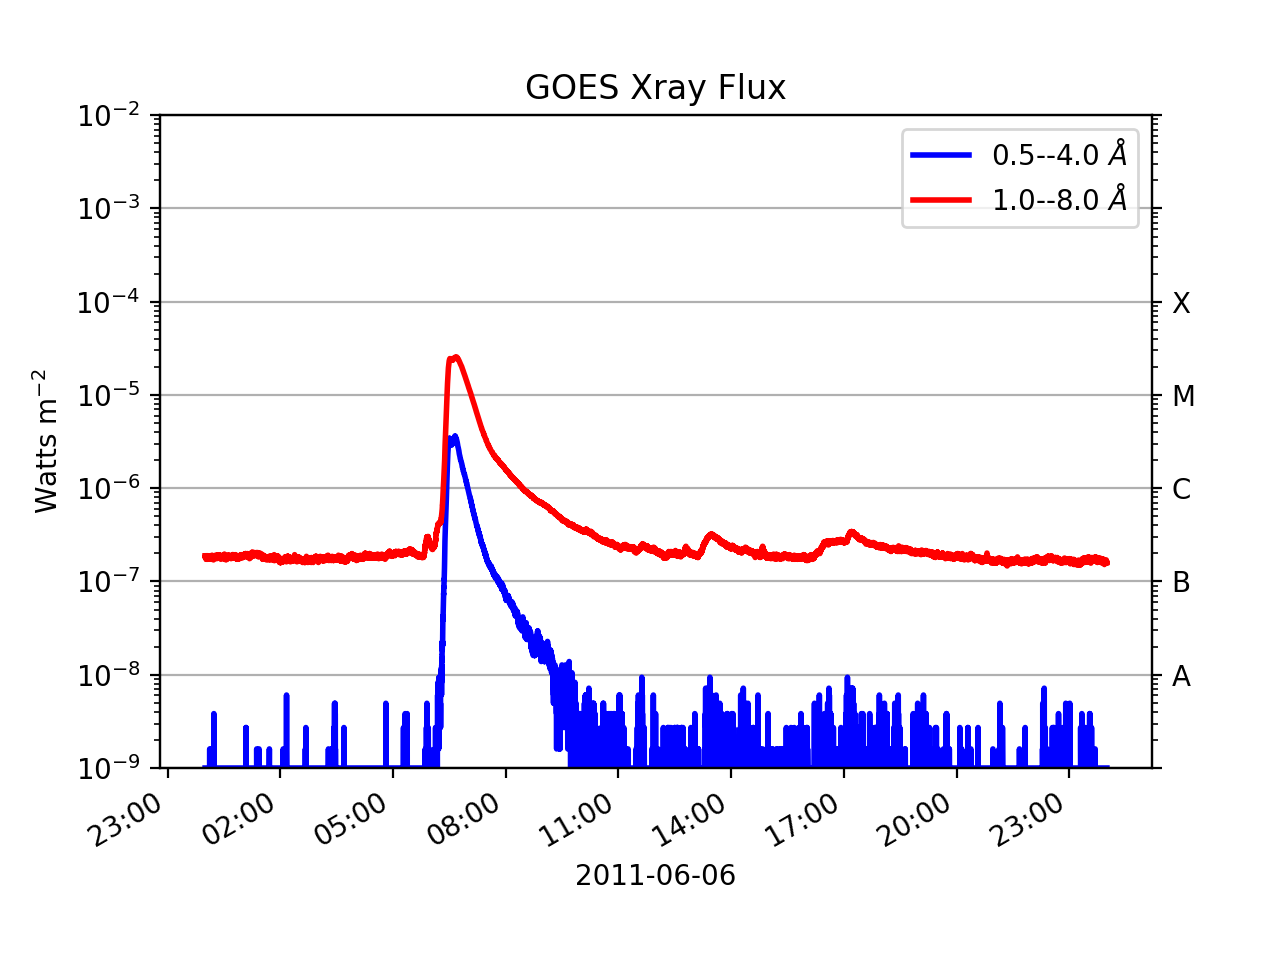 GOES Xray Flux
0.5--4.0 Å
1.0--8.0 Å
Watts m⁻²
10⁻²
10⁻³
10⁻⁴
10⁻⁵
10⁻⁶
10⁻⁷
10⁻⁸
10⁻⁹
X
M
C
B
A
23:00 02:00 05:00 08:00 11:00 14:00 17:00 20:00 23:00
2011-06-06